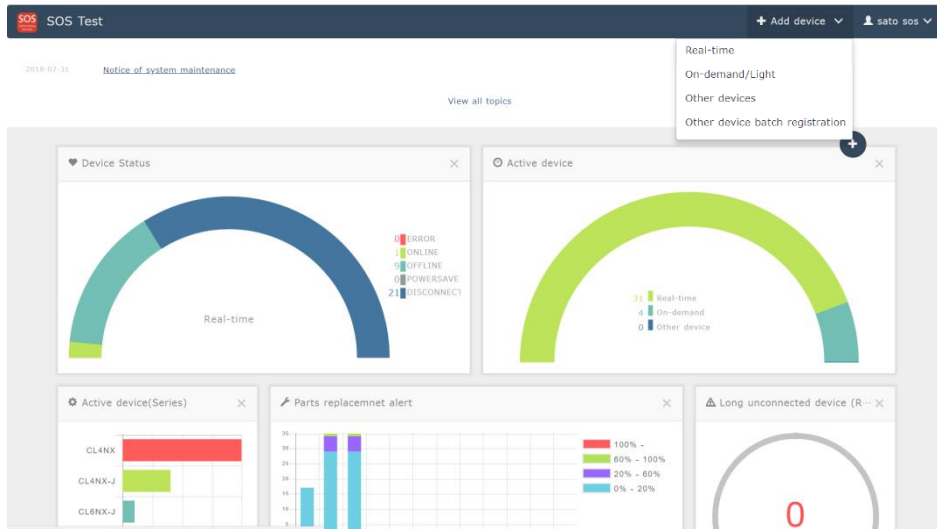 SOS
SOS Test
Add device
sato sos
Real-time
On-demand/Light
Other devices
Other device batch registration
2018-07-31
Notice of system maintenance
View all topics
Device Status
0 ERROR
1 ONLINE
9 OFFLINE
0 POWERSAVE
21 DISCONNECT
Real-time
Active device
31 Real-time
4 On-demand
0 Other device
Active device(Series)
CL4NX
CL4NX-J
CL6NX-J
Parts replacemnet alert
35
30
25
20
15
10
5
100% -
60% - 100%
20% - 60%
0% - 20%
Long unconnected device (R···
0